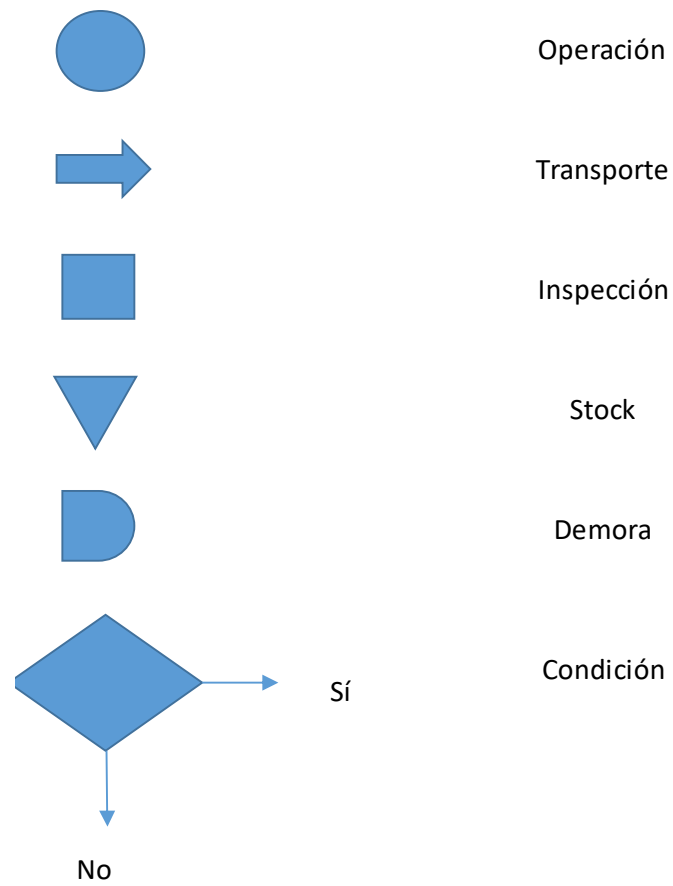 Operación
Transporte
Inspección
Stock
Demora
Condición
Sí
No